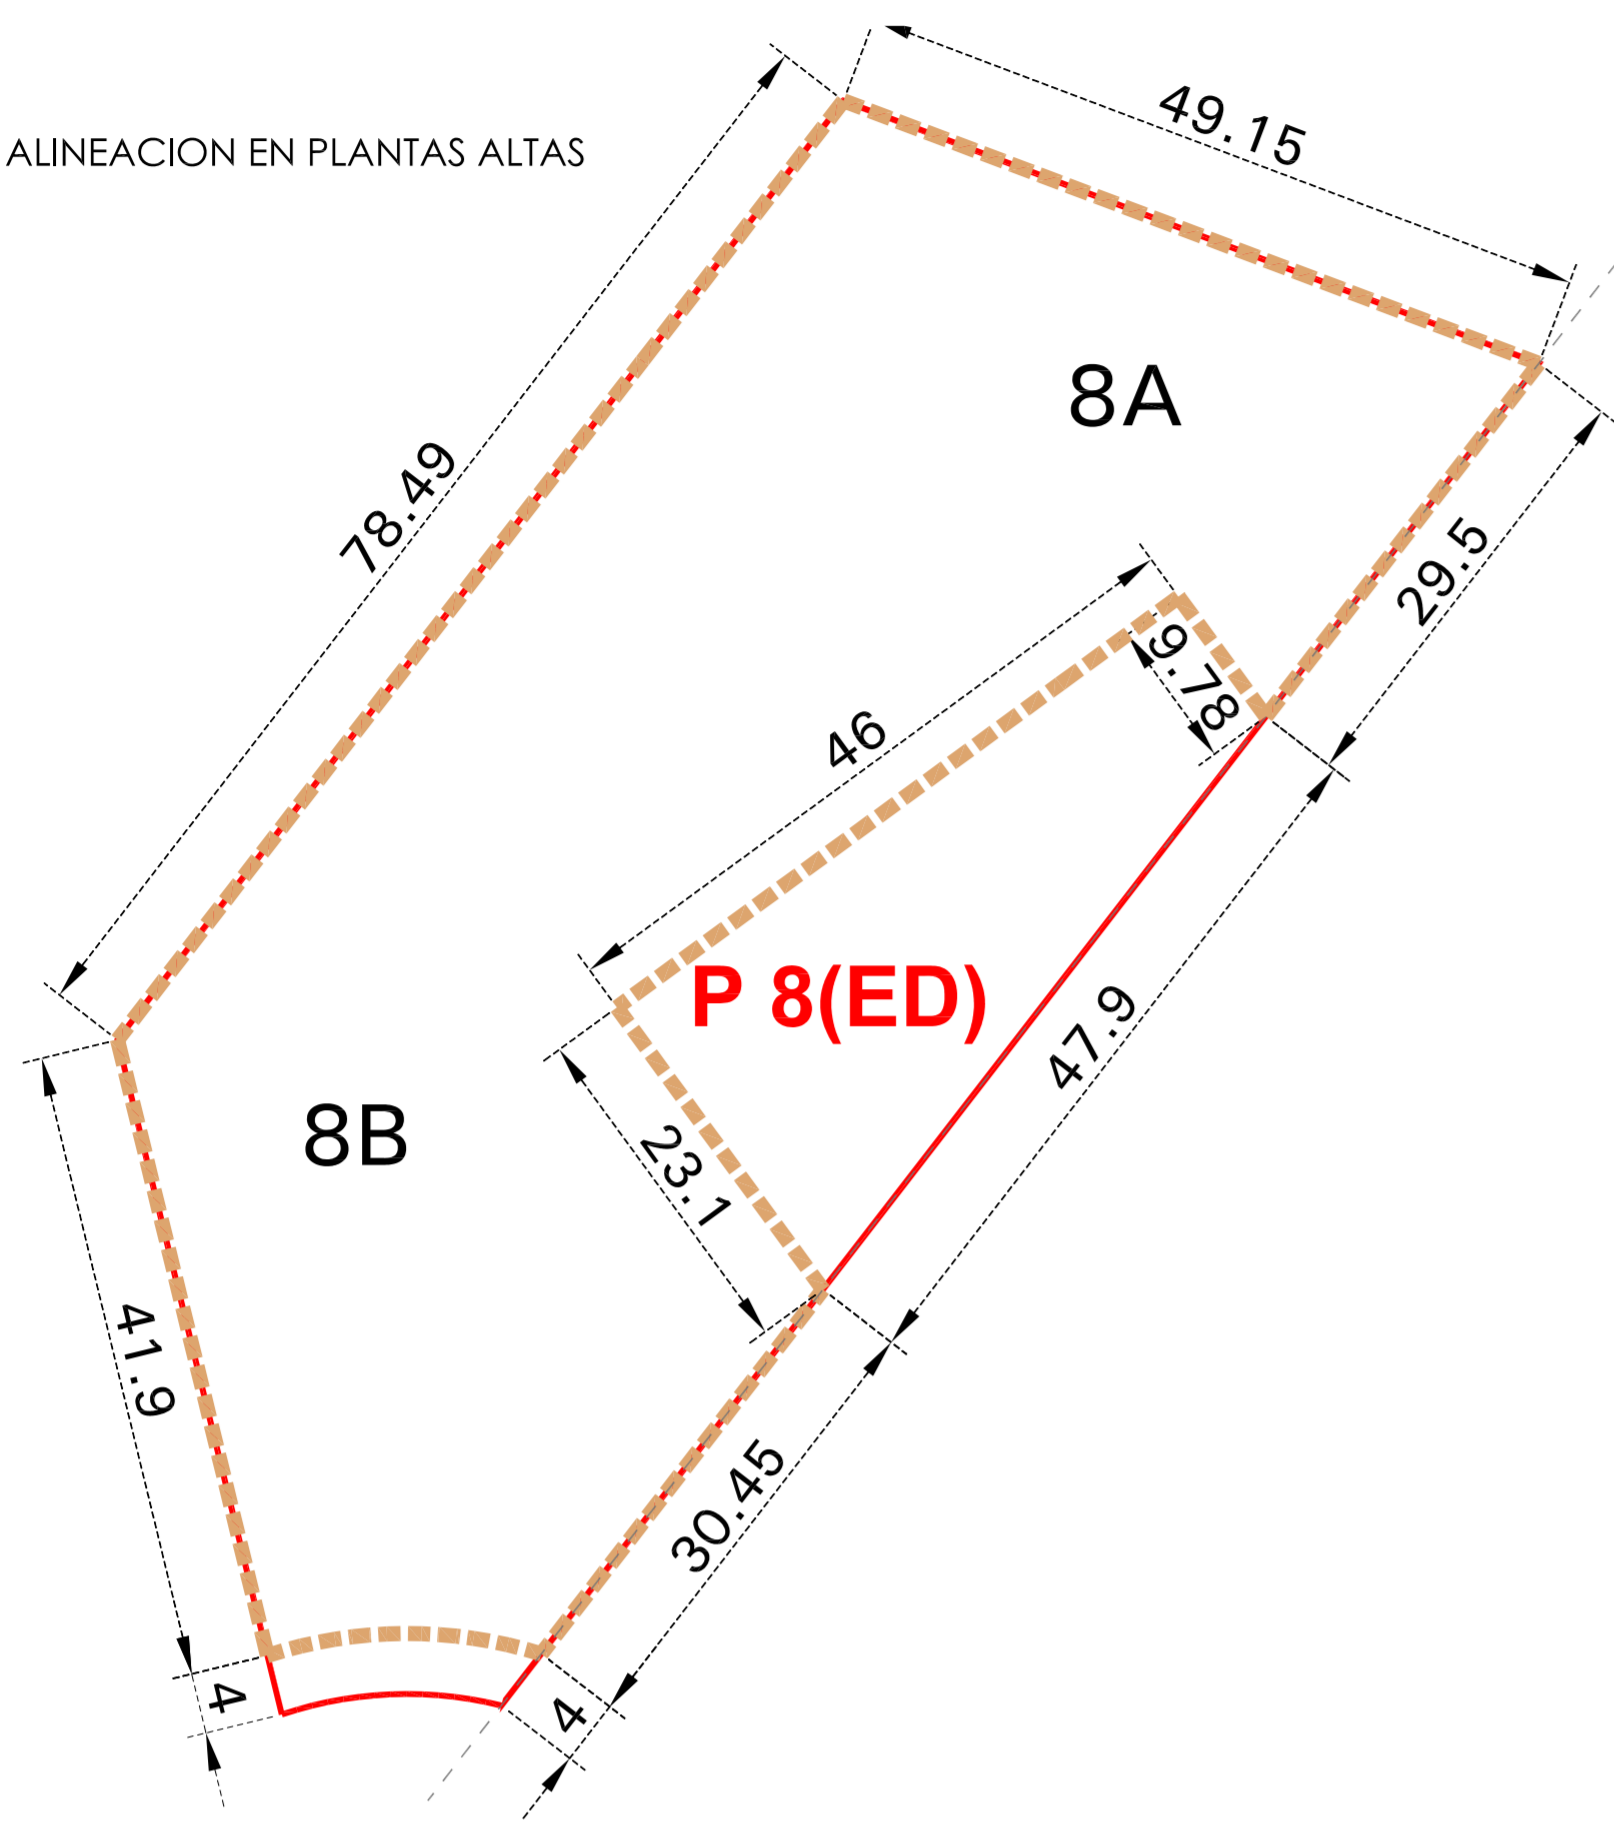 49.15
ALINEACION EN PLANTAS ALTAS
8A
78.49
29.5
9.78
46
P 8(ED)
47.9
8B
23.1
41.9
30.45
4
4